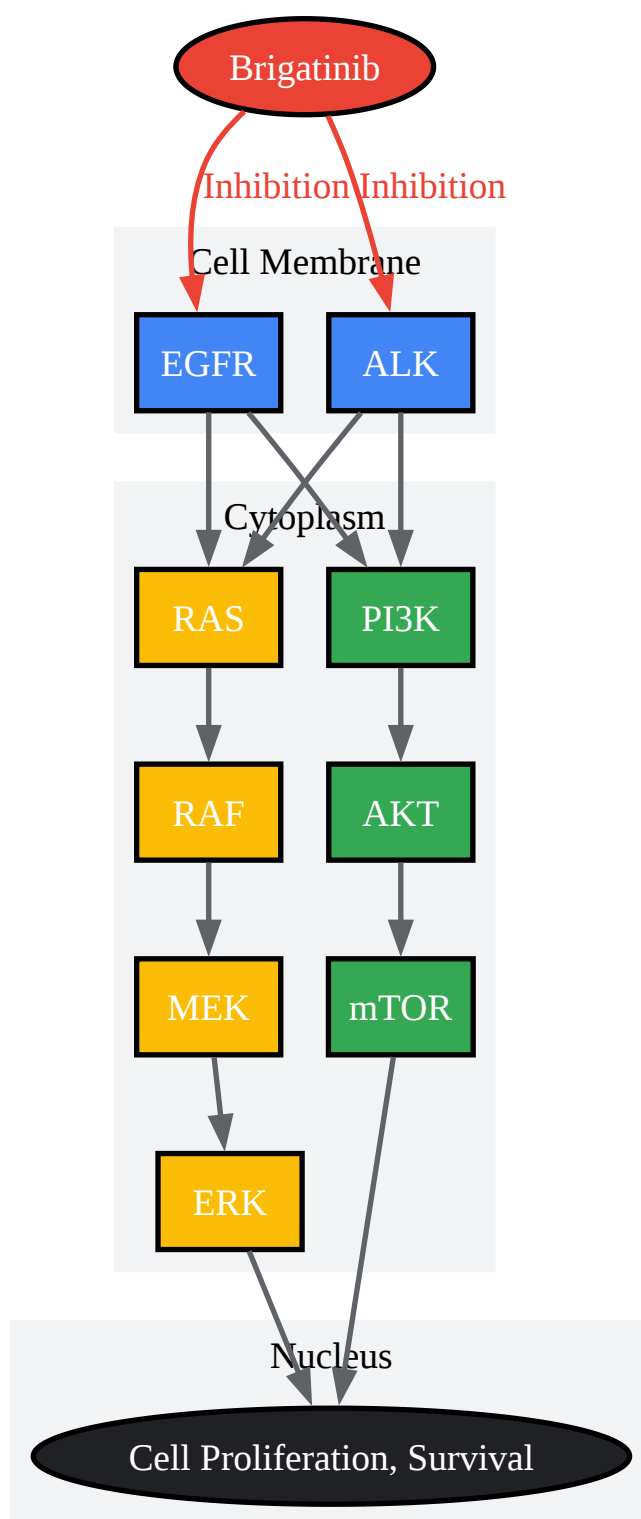 Brigatinib
Inhibition
Inhibition
Cell Membrane
EGFR
ALK
Cytoplasm
RAS
PI3K
RAF
AKT
MEK
mTOR
ERK
Nucleus
Cell Proliferation, Survival